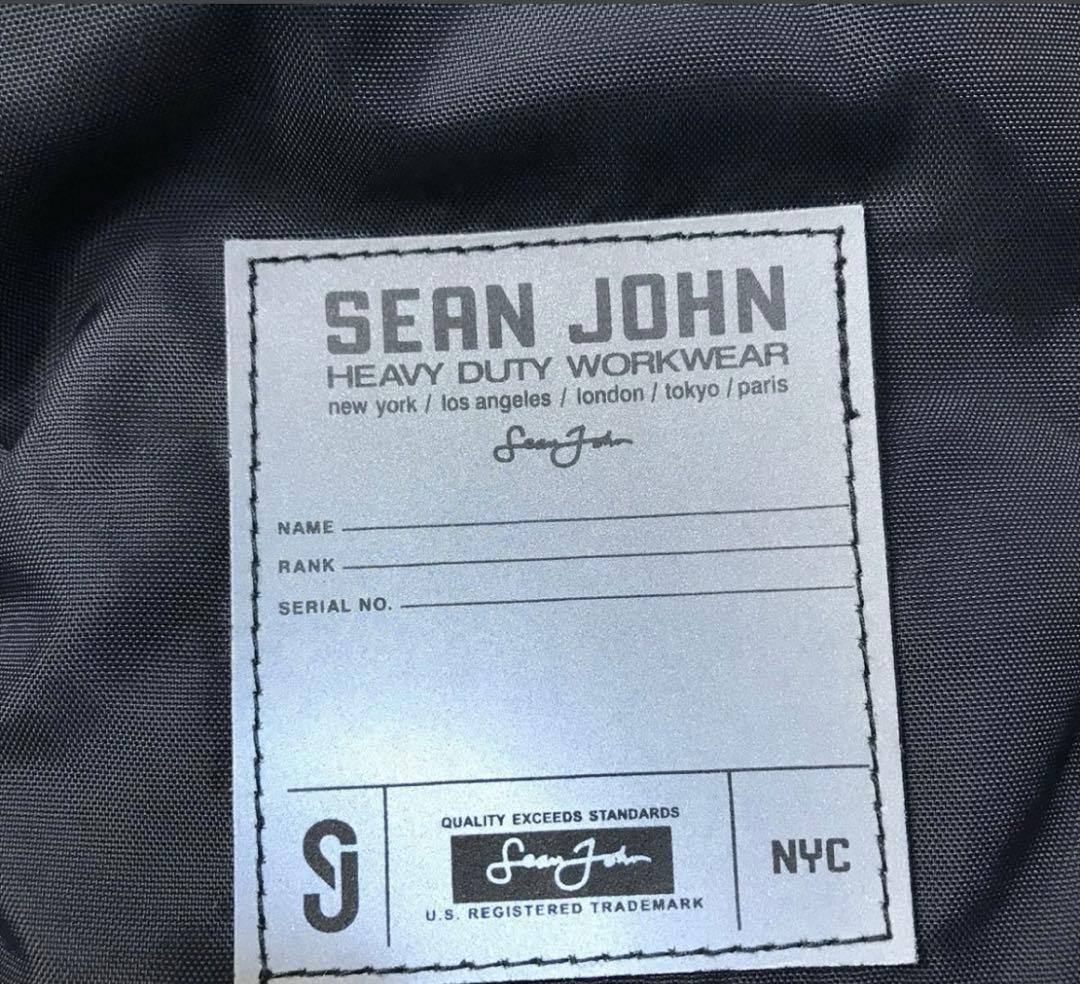 SEAN JOHN
HEAVY DUTY WORKWEAR
new york / los angeles / london / tokyo / paris
Sean John
NAME
RANK
SERIAL NO.
SJ
QUALITY EXCEEDS STANDARDS
Sean John
U.S. REGISTERED TRADEMARK
NYC